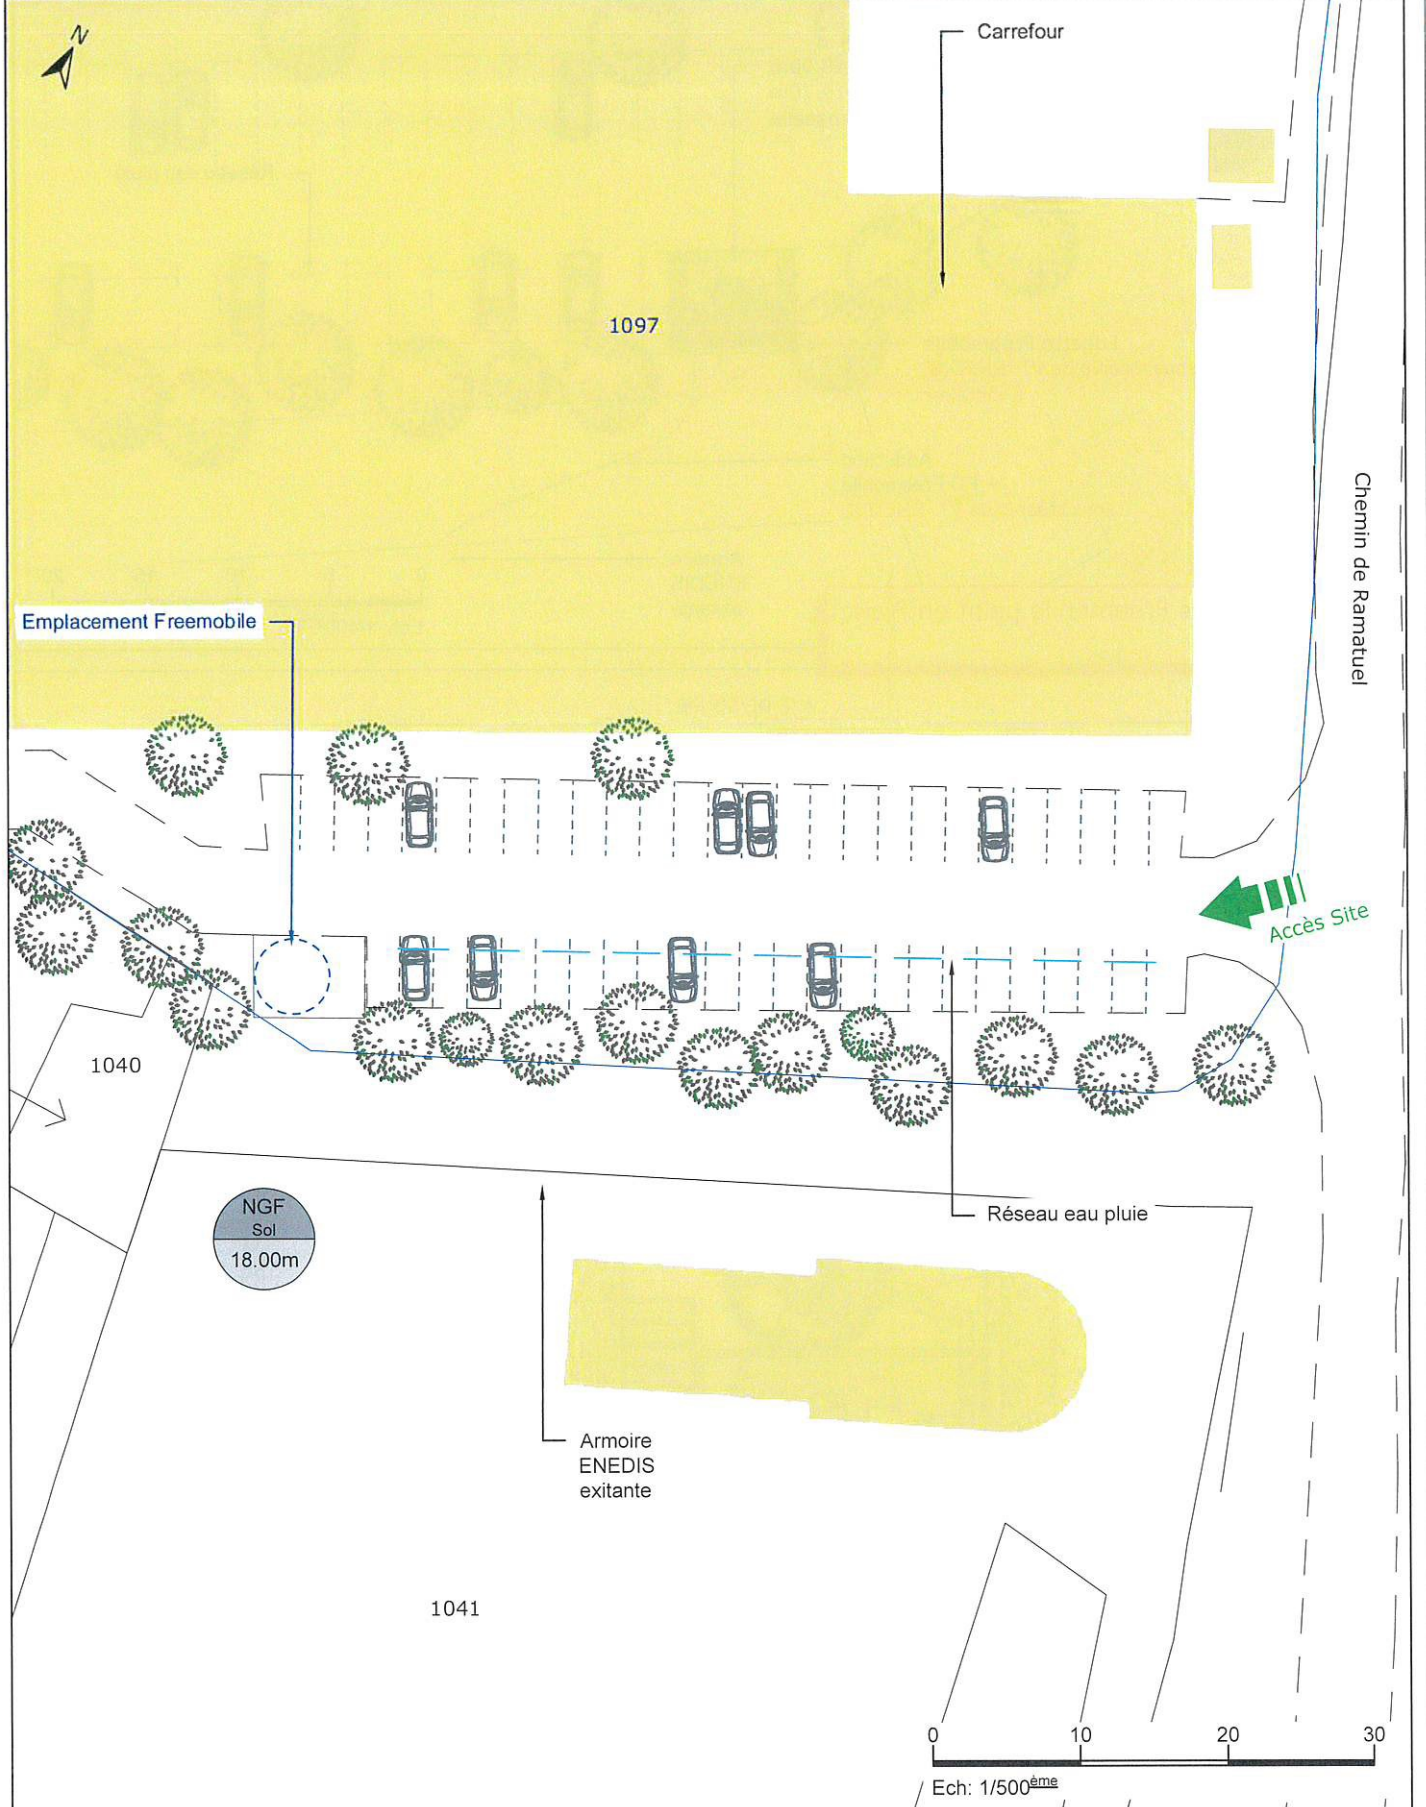 N
Carrefour
1097
Chemin de Ramatuel
Emplacement Freemobile
Accès Site
1040
NGF
Sol
18.00m
Réseau eau pluie
Armoire
ENEDIS
exitante
1041
0 10 20 30
Ech: 1/500ème